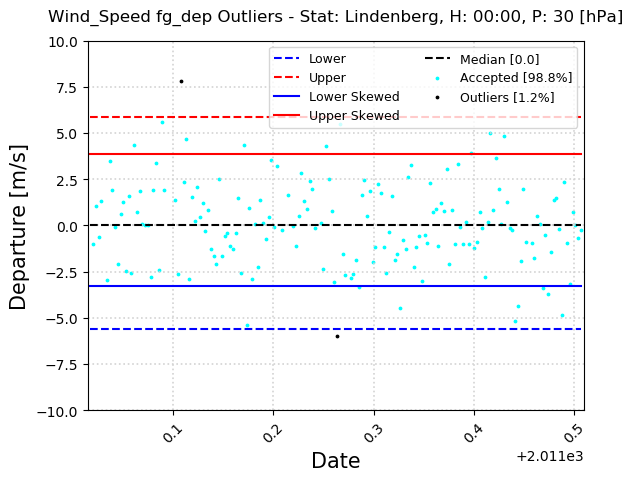 Wind_Speed fg_dep Outliers - Stat: Lindenberg, H: 00:00, P: 30 [hPa]
Lower
Upper
Lower Skewed
Upper Skewed
Median [0.0]
Accepted [98.8%]
Outliers [1.2%]
Departure [m/s]
10.0
7.5
5.0
2.5
0.0
−2.5
−5.0
−7.5
−10.0
0.1
0.2
0.3
0.4
0.5
+2.011e3
Date